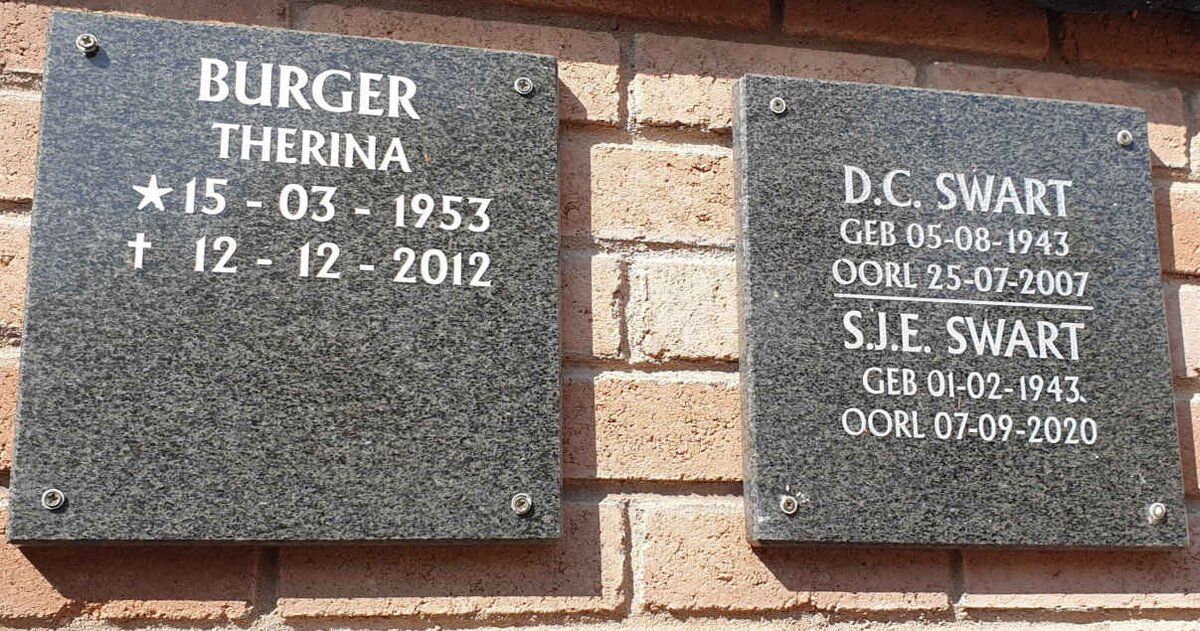 BURGER
THERINA
★ 15 - 03 - 1953
† 12 - 12 - 2012
D.C. SWART
GEB 05-08-1943
OORL 25-07-2007
S.J.E. SWART
GEB 01-02-1943
OORL 07-09-2020